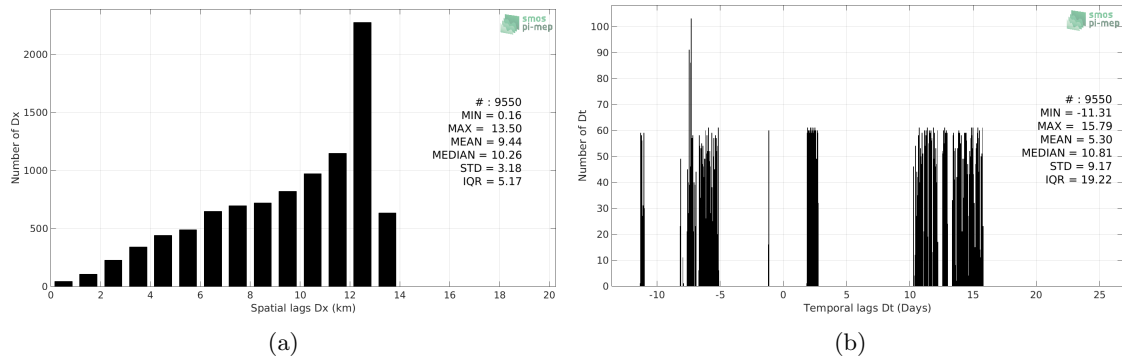 smos
pi-mep
2000
1500
1000
500
0
Number of Dx
# : 9550
MIN = 0.16
MAX = 13.50
MEAN = 9.44
MEDIAN = 10.26
STD = 3.18
IQR = 5.17
0 2 4 6 8 10 12 14 16 18 20
Spatial lags Dx (km)
(a)
smos
pi-mep
100
90
80
70
60
50
40
30
20
10
0
Number of Dt
# : 9550
MIN = -11.31
MAX = 15.79
MEAN = 5.30
MEDIAN = 10.81
STD = 9.17
IQR = 19.22
-10 -5 0 5 10 15 20 25
Temporal lags Dt (Days)
(b)